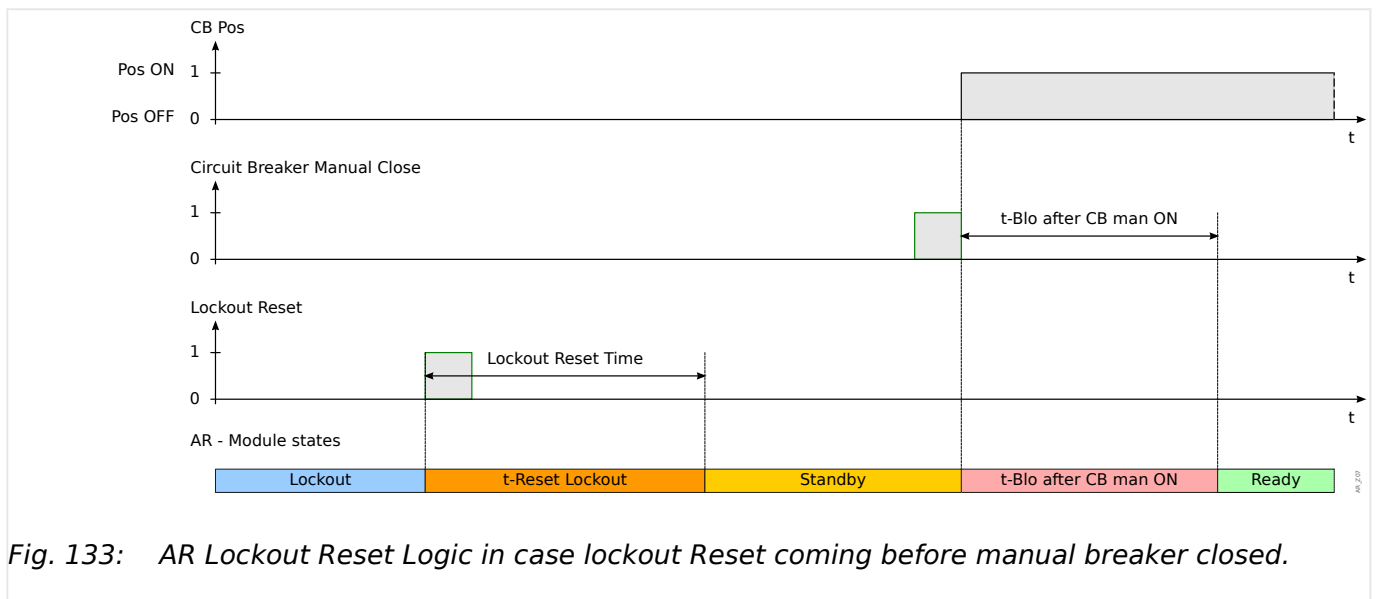 CB Pos
Pos ON 1
Pos OFF 0
t
Circuit Breaker Manual Close
1
t-Blo after CB man ON
0
t
Lockout Reset
1
Lockout Reset Time
0
t
AR - Module states
Lockout t-Reset Lockout Standby t-Blo after CB man ON Ready
AR_Z07
Fig. 133: AR Lockout Reset Logic in case lockout Reset coming before manual breaker closed.